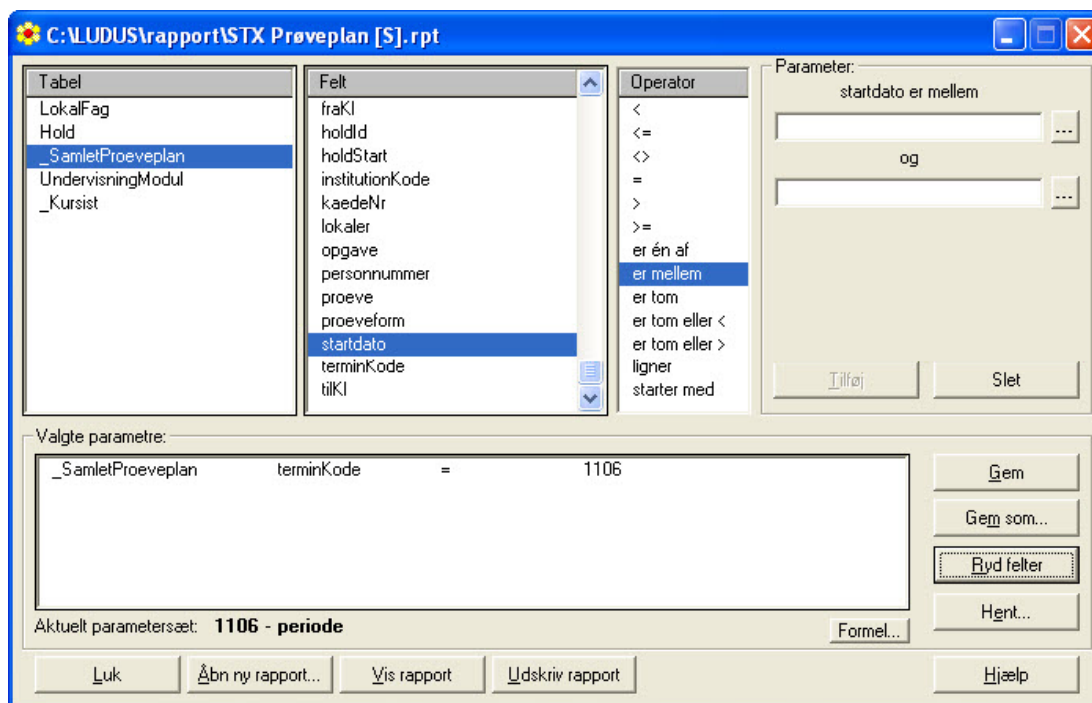 C:\LUDUS\rapport\STX Prøveplan [S].rpt
Tabel
LokalFag
Hold
_SamletProeveplan
UndervisningModul
_Kursist
Felt
fraKl
holdId
holdStart
institutionKode
kaedeNr
lokaler
opgave
personnummer
proeve
proeveform
startdato
terminKode
tilKl
Operator
<
<=
<>
=
>
>=
er én af
er mellem
er tom
er tom eller <
er tom eller >
ligner
starter med
Parameter:
startdato er mellem
...
og
...
Tilføj
Slet
Valgte parametre:
_SamletProeveplan terminKode = 1106
Aktuelt parametersæt: 1106 - periode
Formel...
Gem
Gem som...
Ryd felter
Hent...
Luk
Åbn ny rapport...
Vis rapport
Udskriv rapport
Hjælp